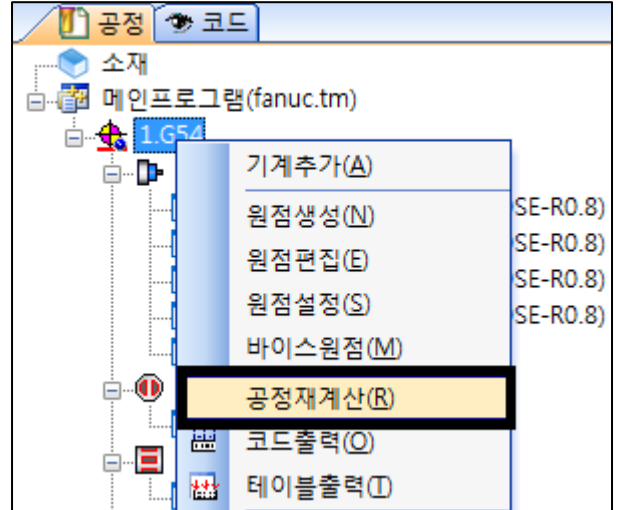 공정 코드
소재
메인프로그램(fanuc.tm)
1.G54
기계추가(A)
원점생성(N)
SE-R0.8)
원점편집(E)
SE-R0.8)
SE-R0.8)
원점설정(S)
SE-R0.8)
바이스원점(M)
공정재계산(R)
코드출력(O)
테이블출력(T)